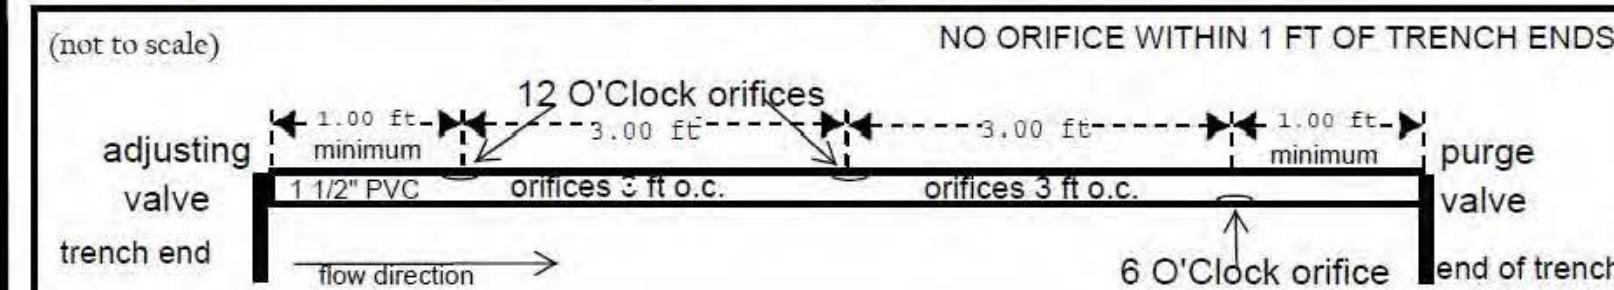 (not to scale)
NO ORIFICE WITHIN 1 FT OF TRENCH ENDS
12 O'Clock orifices
1.00 ft
3.00 ft
3.00 ft
1.00 ft
minimum
minimum
adjusting
valve
purge
valve
1 1/2" PVC
orifices 3 ft o.c.
orifices 3 ft o.c.
trench end
flow direction
6 O'Clock orifice
end of trench